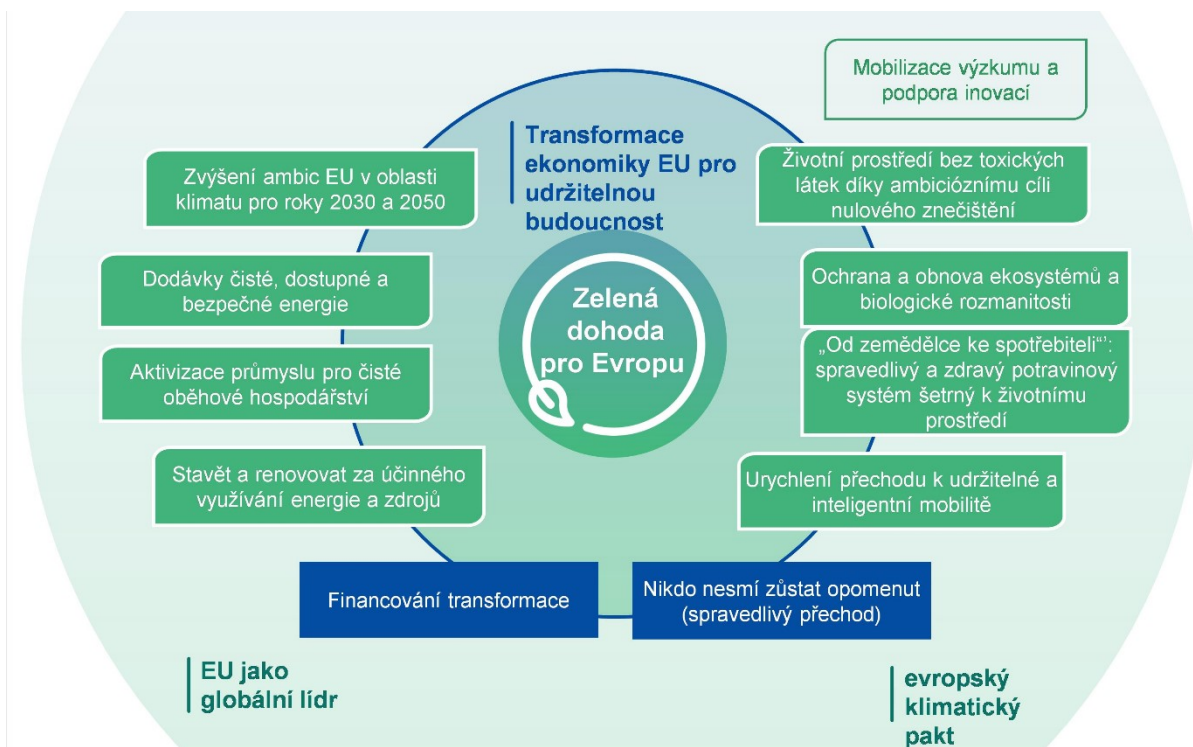 Mobilizace výzkumu a
podpora inovací
Transformace
ekonomiky EU pro
udržitelnou
budoucnost
Zvýšení ambic EU v oblasti
klimatu pro roky 2030 a 2050
Dodávky čisté, dostupné a
bezpečné energie
Aktivizace průmyslu pro čisté
oběhové hospodářství
Stavět a renovovat za účinného
využívání energie a zdrojů
Zelená
dohoda
pro Evropu
Životní prostředí bez toxických
látek díky ambicióznímu cíli
nulového znečištění
Ochrana a obnova ekosystémů a
biologické rozmanitosti
„Od zemědělce ke spotřebiteli“':
spravedlivý a zdravý potravinový
systém šetrný k životnímu
prostředí
Urychlení přechodu k udržitelné a
inteligentní mobilitě
Financování transformace
Nikdo nesmí zůstat opomenut
(spravedlivý přechod)
EU jako
globální lídr
evropský
klimatický
pakt